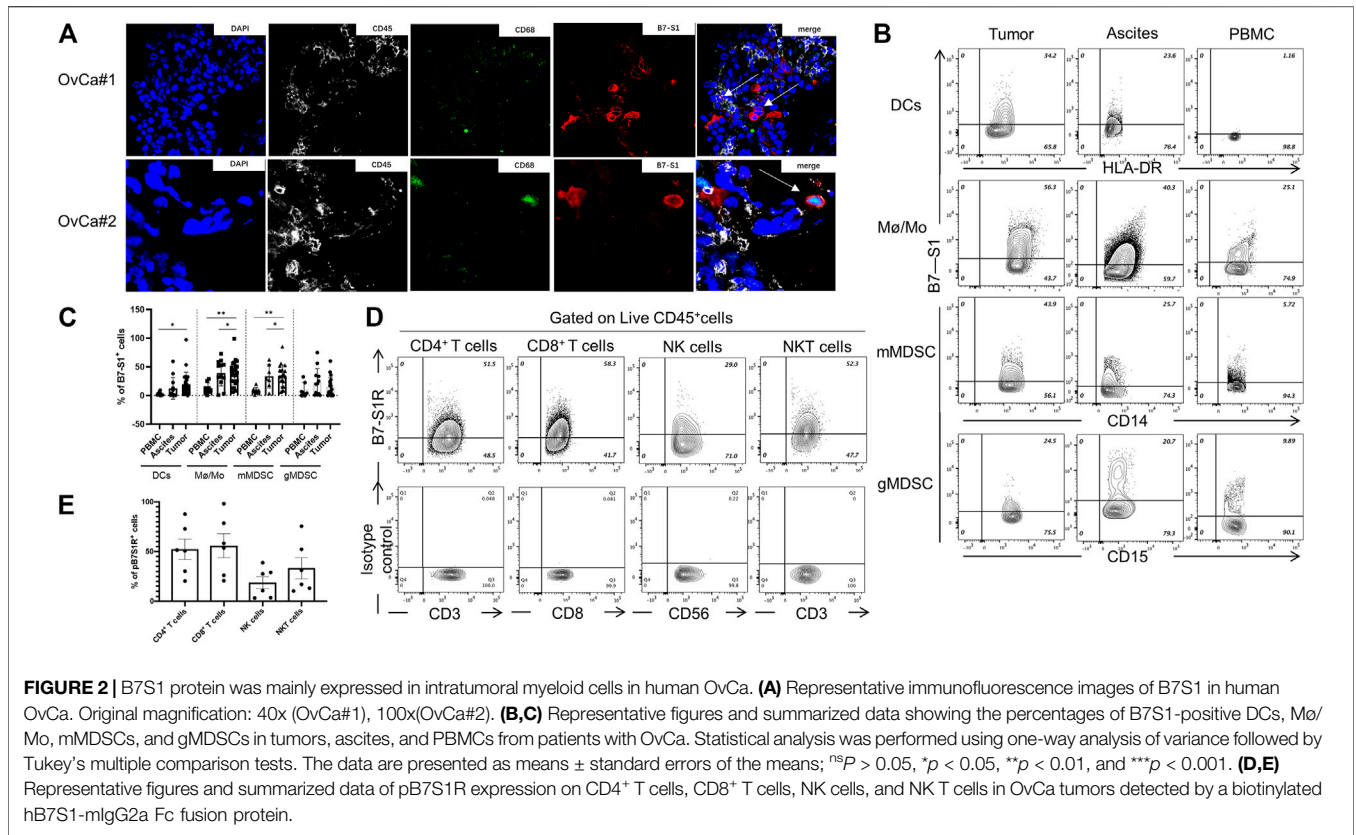 A
DAPI CD45 CD68 B7-S1 merge
OvCa#1
DAPI CD45 CD68 B7-S1 merge
OvCa#2
B
Tumor Ascites PBMC
DCs
34.2 23.6 1.16
65.8 76.4 98.8
HLA-DR
Mø/Mo
56.3 40.3 25.1
43.7 59.7 74.9
B7—S1
mMDSC
43.9 25.7 5.72
56.1 74.3 94.3
CD14
gMDSC
24.5 20.7 9.89
75.5 79.3 90.1
CD15
C
% of B7-S1⁺ cells
150
100
50
0
-50
* ** * ** *
PBMC Ascites Tumor PBMC Ascites Tumor PBMC Ascites Tumor PBMC Ascites Tumor
DCs Mø/Mo mMDSC gMDSC
D
Gated on Live CD45⁺cells
CD4⁺ T cells CD8⁺ T cells NK cells NKT cells
B7-S1R
51.5 58.3 29.0 52.3
48.5 41.7 71.0 47.7
Isotype
control
CD3 CD8 CD56 CD3
E
% of pB7S1R⁺ cells
100
50
0
CD4⁺ T cells CD8⁺ T cells NK cells NKT cells
FIGURE 2 | B7S1 protein was mainly expressed in intratumoral myeloid cells in human OvCa. (A) Representative immunofluorescence images of B7S1 in human
OvCa. Original magnification: 40x (OvCa#1), 100x(OvCa#2). (B,C) Representative figures and summarized data showing the percentages of B7S1-positive DCs, Mø/
Mo, mMDSCs, and gMDSCs in tumors, ascites, and PBMCs from patients with OvCa. Statistical analysis was performed using one-way analysis of variance followed by
Tukey's multiple comparison tests. The data are presented as means ± standard errors of the means; ⁿˢP > 0.05, *p < 0.05, **p < 0.01, and ***p < 0.001. (D,E)
Representative figures and summarized data of pB7S1R expression on CD4⁺ T cells, CD8⁺ T cells, NK cells, and NK T cells in OvCa tumors detected by a biotinylated
hB7S1-mIgG2a Fc fusion protein.